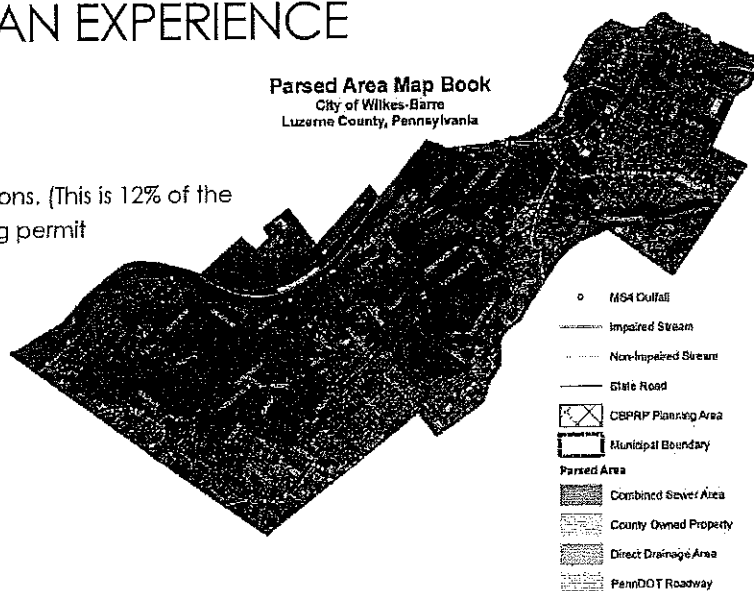 AN EXPERIENCE
Parsed Area Map Book
City of Wilkes-Barre
Luzerne County, Pennsylvania
ons. (This is 12% of the
g permit
MS4 Outfall
Impaired Stream
Non-Impaired Stream
State Road
CBPRP Planning Area
Municipal Boundary
Parsed Area
Combined Sewer Area
County Owned Property
Direct Drainage Area
PennDOT Roadway